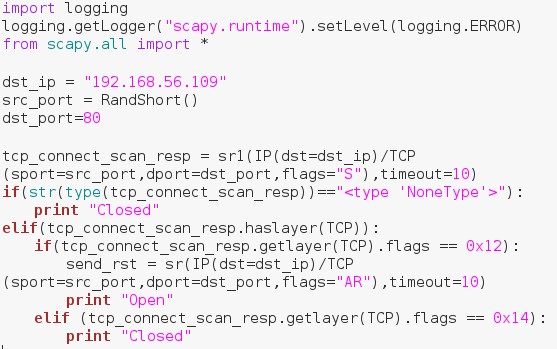 import logging
logging.getLogger("scapy.runtime").setLevel(logging.ERROR)
from scapy.all import *

dst_ip = "192.168.56.109"
src_port = RandShort()
dst_port=80

tcp_connect_scan_resp = sr1(IP(dst=dst_ip)/TCP
(sport=src_port,dport=dst_port,flags="S"),timeout=10)
if(str(type(tcp_connect_scan_resp))=="<type 'NoneType'>"):
    print "Closed"
elif(tcp_connect_scan_resp.haslayer(TCP)):
    if(tcp_connect_scan_resp.getlayer(TCP).flags == 0x12):
        send_rst = sr(IP(dst=dst_ip)/TCP
(sport=src_port,dport=dst_port,flags="AR"),timeout=10)
        print "Open"
    elif (tcp_connect_scan_resp.getlayer(TCP).flags == 0x14):
        print "Closed"